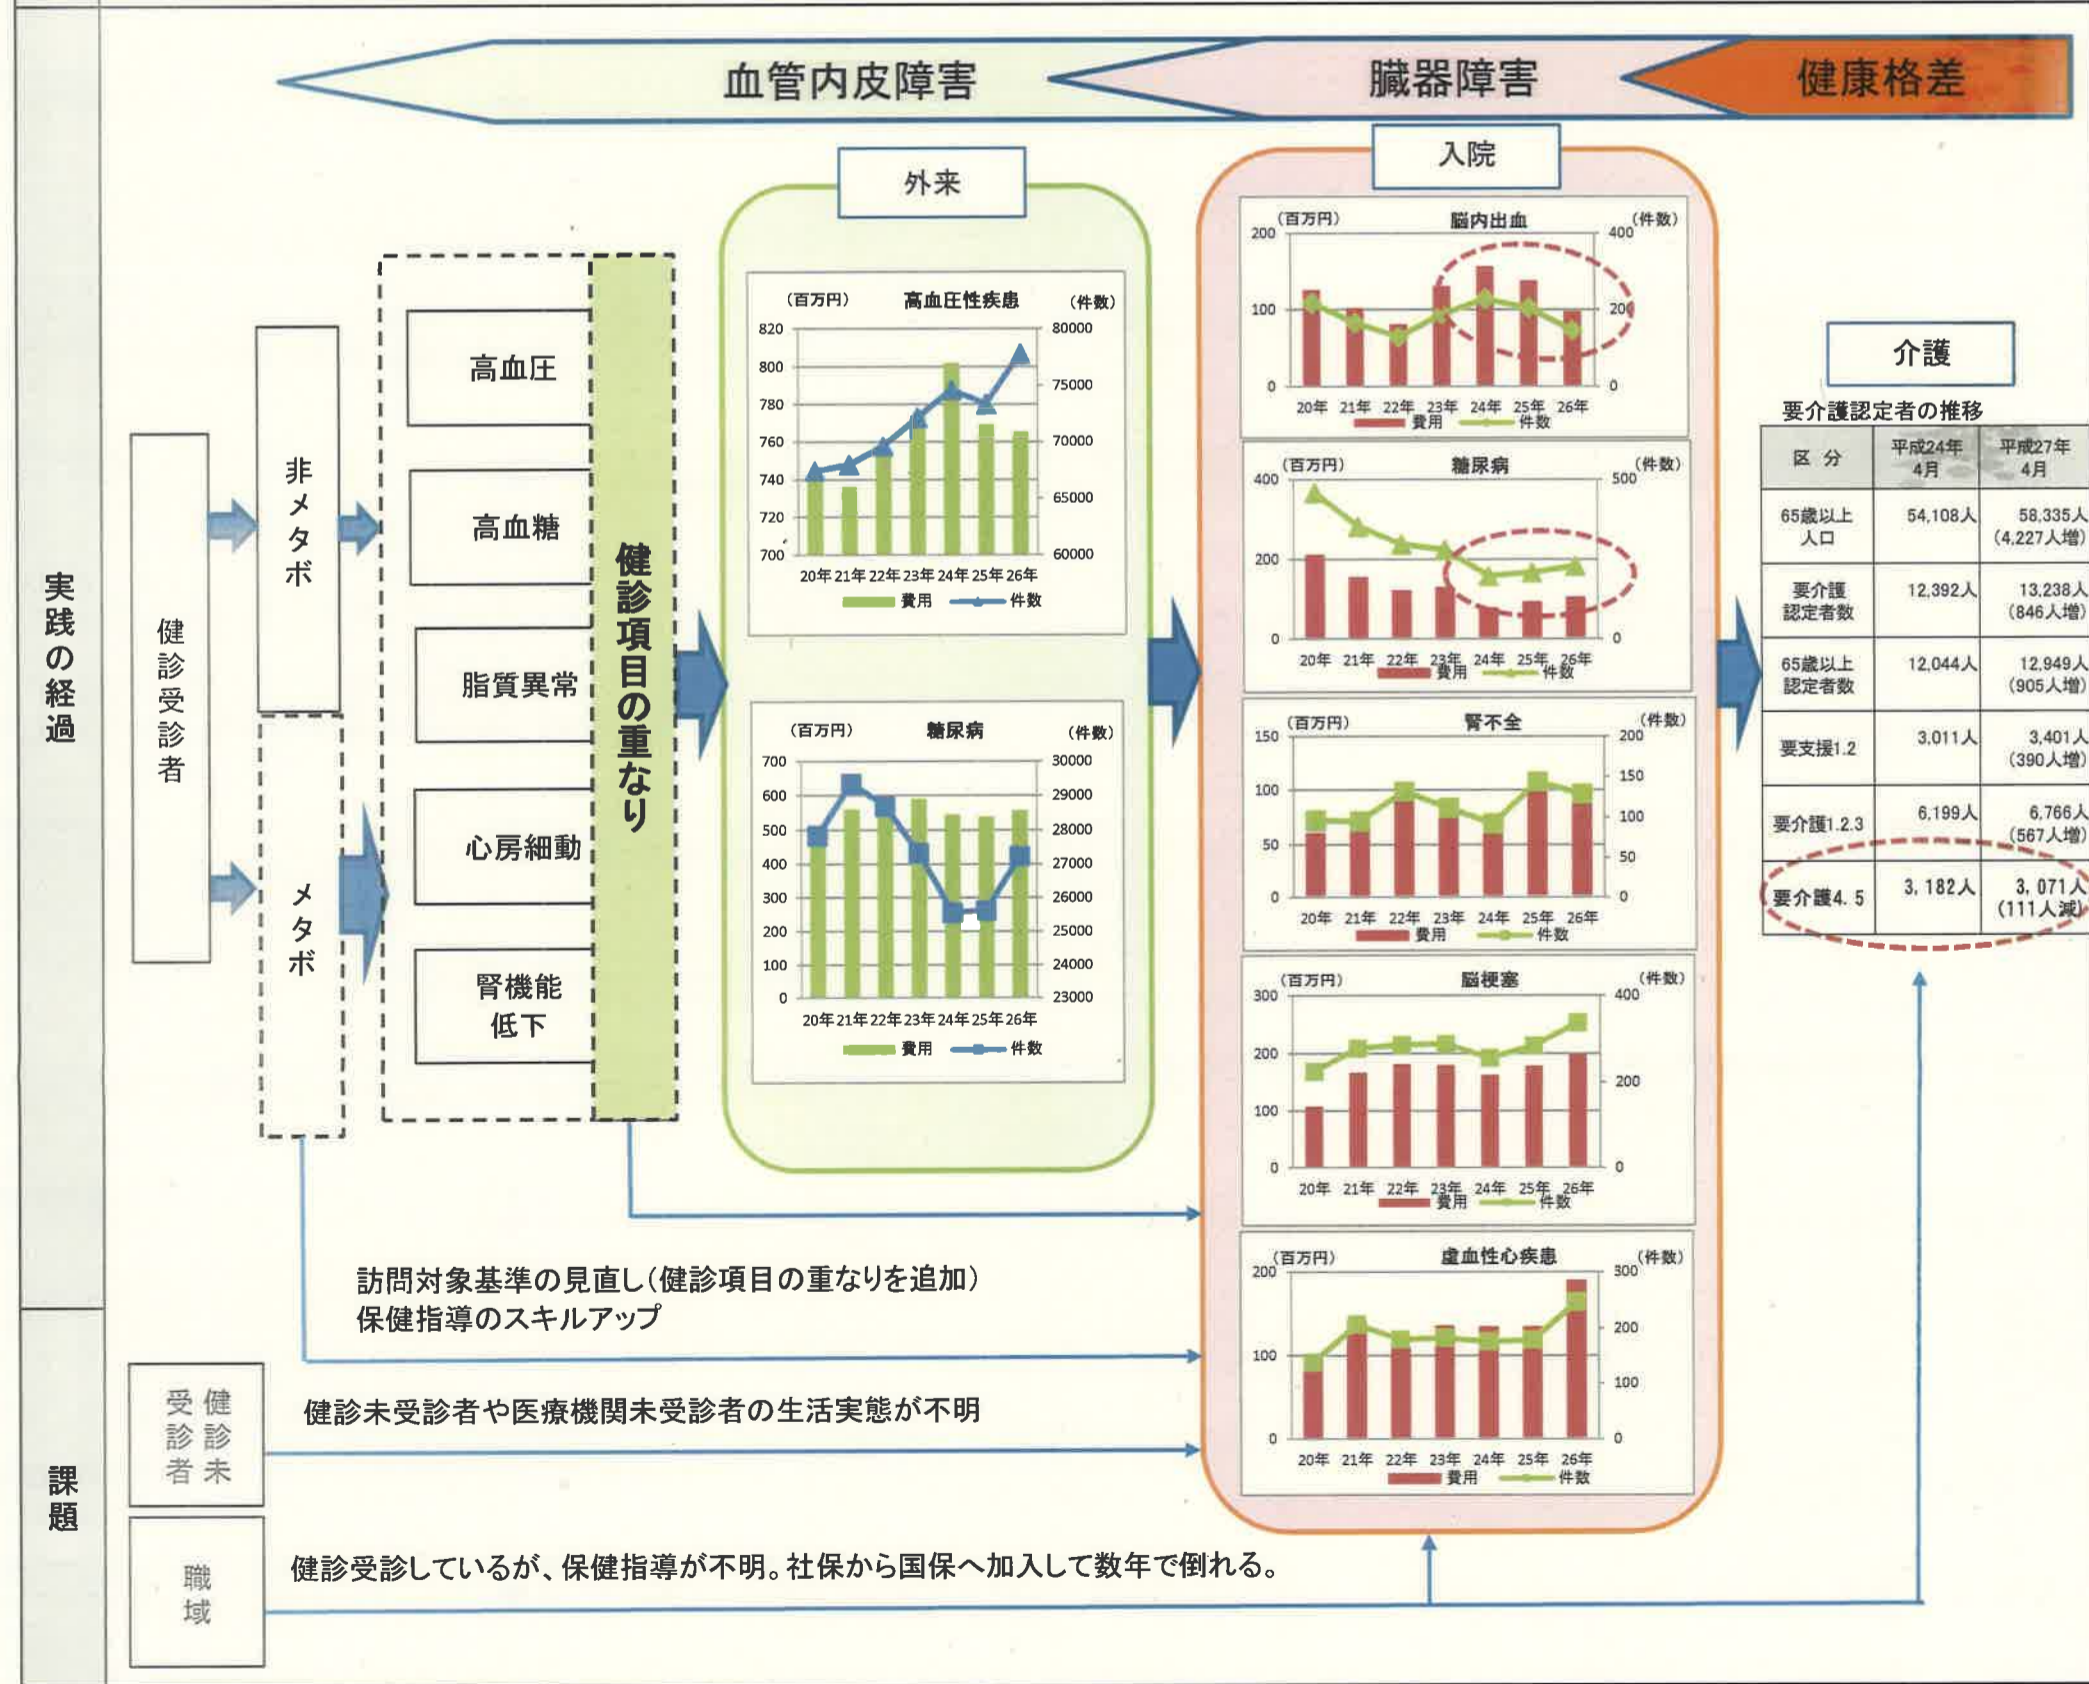 血管内皮障害
臓器障害
健康格差
実践の経過
課題
健診受診者
非メタボ
メタボ
高血圧
高血糖
脂質異常
心房細動
腎機能
低下
健診項目の重なり
外来
(百万円) 高血圧性疾患 (件数)
820 80000
800
75000
780
760
70000
740
65000
720
700 60000
20年 21年 22年 23年 24年 25年 26年
費用 件数
(百万円) 糖尿病 (件数)
700 30000
600 29000
500 28000
400 27000
300 26000
200 25000
100 24000
0 23000
20年 21年 22年 23年 24年 25年 26年
費用 件数
入院
(百万円) 脳内出血 (件数)
200 400
100 200
0 0
20年 21年 22年 23年 24年 25年 26年
費用 件数
(百万円) 糖尿病 (件数)
400 500
200
0 0
20年 21年 22年 23年 24年 25年 26年
費用 件数
(百万円) 腎不全 (件数)
150 200
150
100
100
50
50
0 0
20年 21年 22年 23年 24年 25年 26年
費用 件数
(百万円) 脳梗塞 (件数)
300 400
200
200
100
0 0
20年 21年 22年 23年 24年 25年 26年
費用 件数
(百万円) 虚血性心疾患 (件数)
200 300
200
100
100
0 0
20年 21年 22年 23年 24年 25年 26年
費用 件数
介護
要介護認定者の推移
区 分 平成24年4月 平成27年4月
65歳以上人口 54,108人 58,335人
(4,227人増)
要介護認定者数 12,392人 13,238人
(846人増)
65歳以上認定者数 12,044人 12,949人
(905人増)
要支援1.2 3,011人 3,401人
(390人増)
要介護1.2.3 6,199人 6,766人
(567人増)
要介護4.5 3,182人 3,071人
(111人減)
訪問対象基準の見直し(健診項目の重なりを追加)
保健指導のスキルアップ
健診未受診者
健診未受診者や医療機関未受診者の生活実態が不明
職域
健診受診しているが、保健指導が不明。社保から国保へ加入して数年で倒れる。